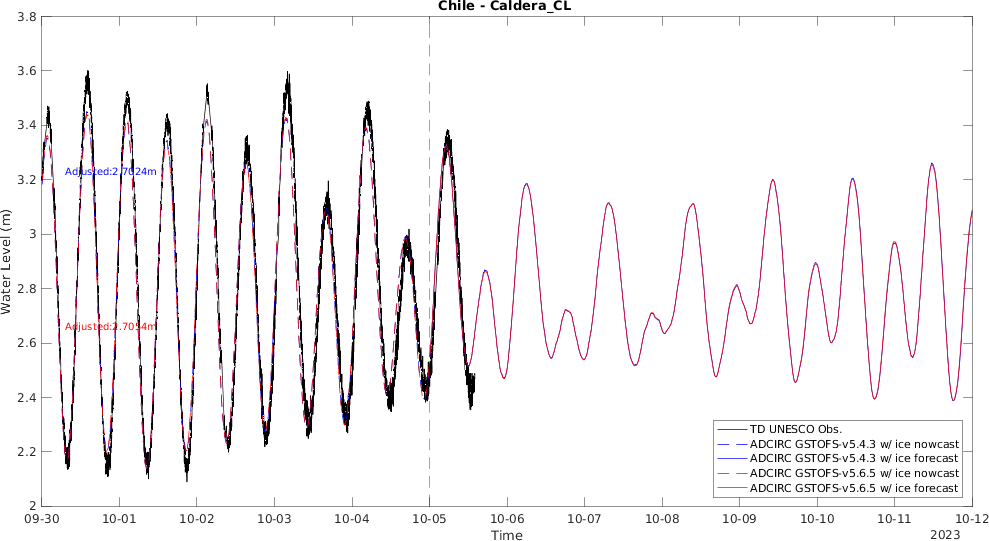 Chile - Caldera_CL
3.8
3.6
3.4
3.2
3
2.8
2.6
2.4
2.2
2
Water Level (m)
Adjusted:2.7024m
Adjusted:2.7054m
TD UNESCO Obs.
ADCIRC GSTOFS-v5.4.3 w/ ice nowcast
ADCIRC GSTOFS-v5.4.3 w/ ice forecast
ADCIRC GSTOFS-v5.6.5 w/ ice nowcast
ADCIRC GSTOFS-v5.6.5 w/ ice forecast
09-30 10-01 10-02 10-03 10-04 10-05 10-06 10-07 10-08 10-09 10-10 10-11 10-12
Time
2023